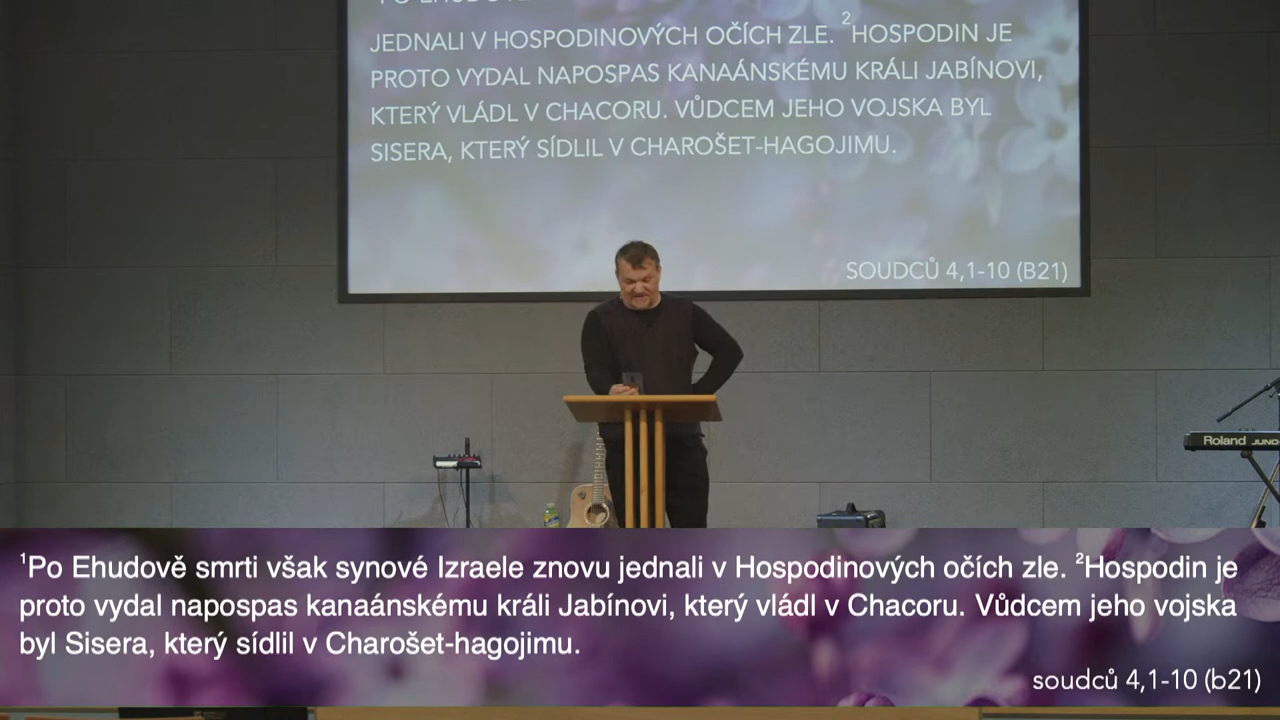 JEDNALI V HOSPODINOVÝCH OČÍCH ZLE. ²HOSPODIN JE
PROTO VYDAL NAPOSPAS KANAÁNSKÉMU KRÁLI JABÍNOVI,
KTERÝ VLÁDL V CHACORU. VŮDCEM JEHO VOJSKA BYL
SISERA, KTERÝ SÍDLIL V CHAROŠET-HAGOJIMU.
SOUDCŮ 4,1-10 (B21)
Roland JUNO
¹Po Ehudově smrti však synové Izraele znovu jednali v Hospodinových očích zle. ²Hospodin je
proto vydal napospas kanaánskému králi Jabínovi, který vládl v Chacoru. Vůdcem jeho vojska
byl Sisera, který sídlil v Charošet-hagojimu.
soudců 4,1-10 (b21)